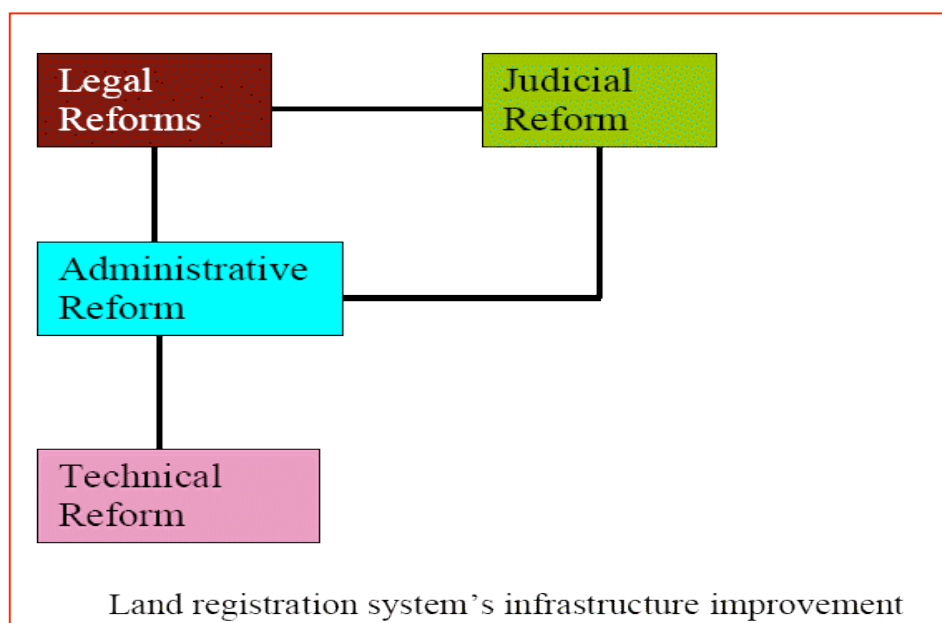 Legal
Reforms
Judicial
Reform
Administrative
Reform
Technical
Reform
Land registration system’s infrastructure improvement